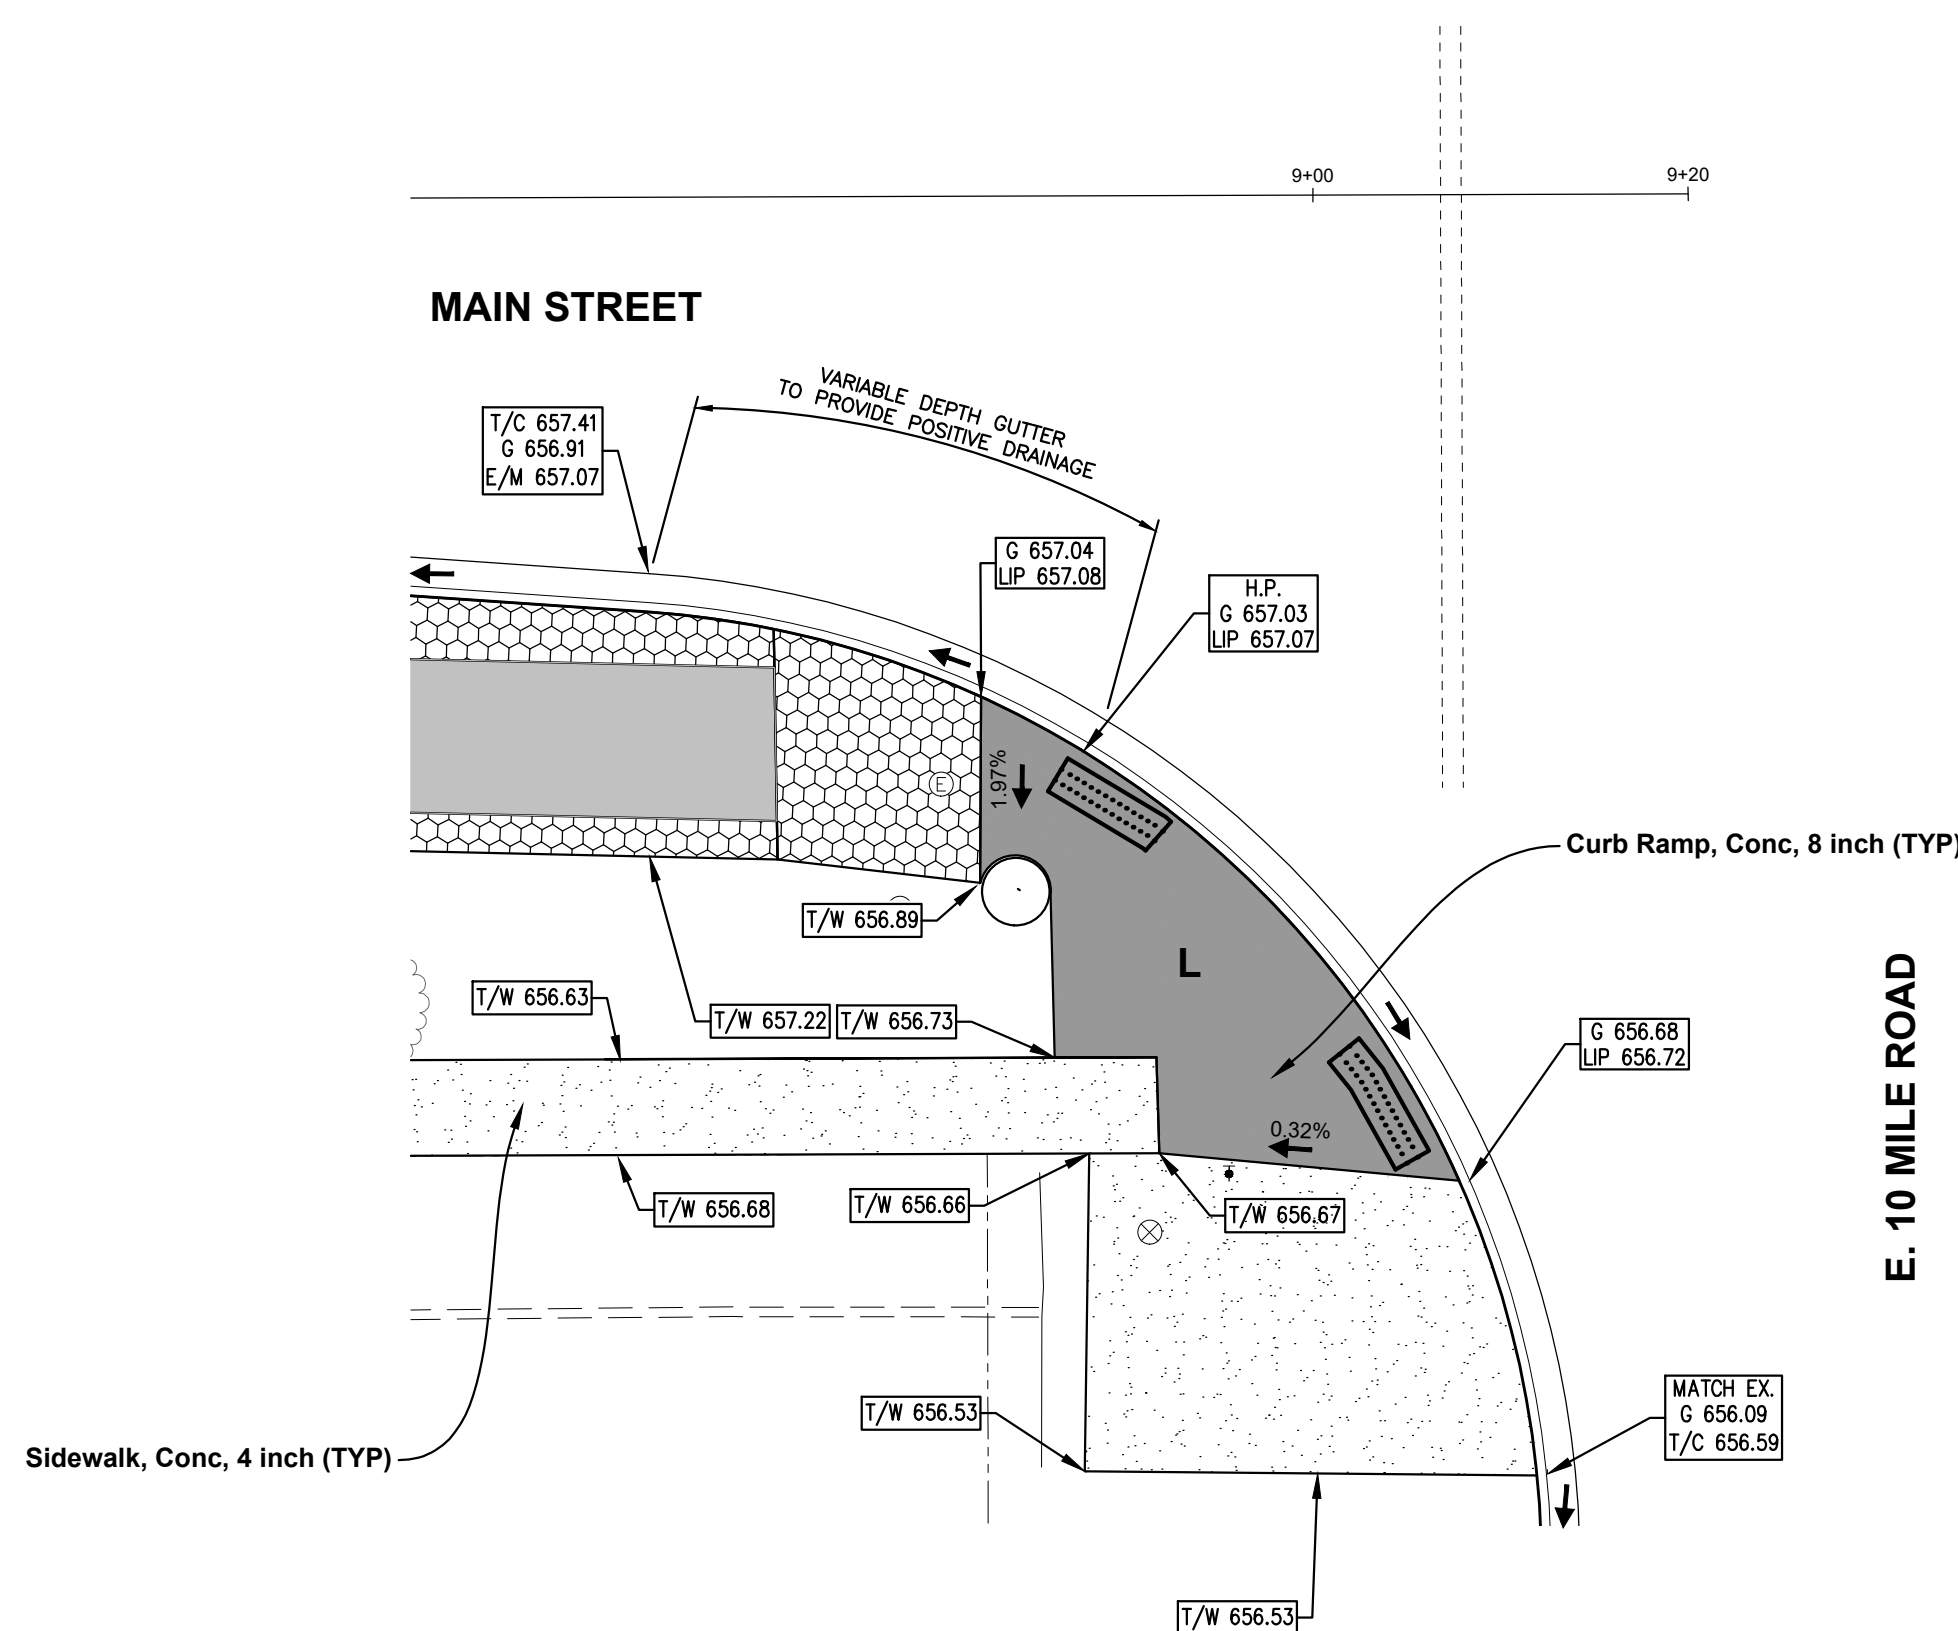 9+00
9+20
MAIN STREET
VARIABLE DEPTH GUTTER
TO PROVIDE POSITIVE DRAINAGE
T/C 657.41
G 656.91
E/M 657.07
G 657.04
LIP 657.08
H.P.
G 657.03
LIP 657.07
1.97%
E
Curb Ramp, Conc, 8 inch (TYP)
T/W 656.89
L
T/W 656.63
T/W 657.22
T/W 656.73
G 656.68
LIP 656.72
E. 10 MILE ROAD
0.32%
T/W 656.68
T/W 656.66
T/W 656.67
T/W 656.53
MATCH EX.
G 656.09
T/C 656.59
Sidewalk, Conc, 4 inch (TYP)
T/W 656.53